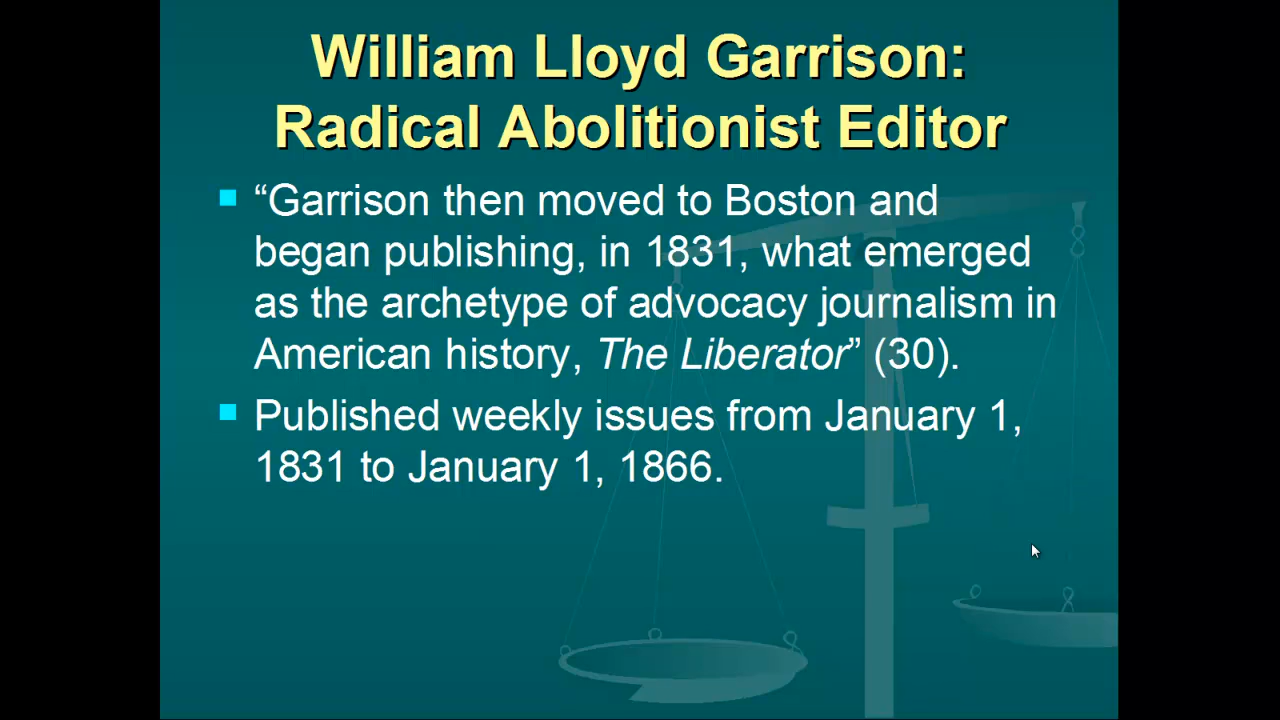 William Lloyd Garrison:
Radical Abolitionist Editor
“Garrison then moved to Boston and
began publishing, in 1831, what emerged
as the archetype of advocacy journalism in
American history, The Liberator” (30).
Published weekly issues from January 1,
1831 to January 1, 1866.